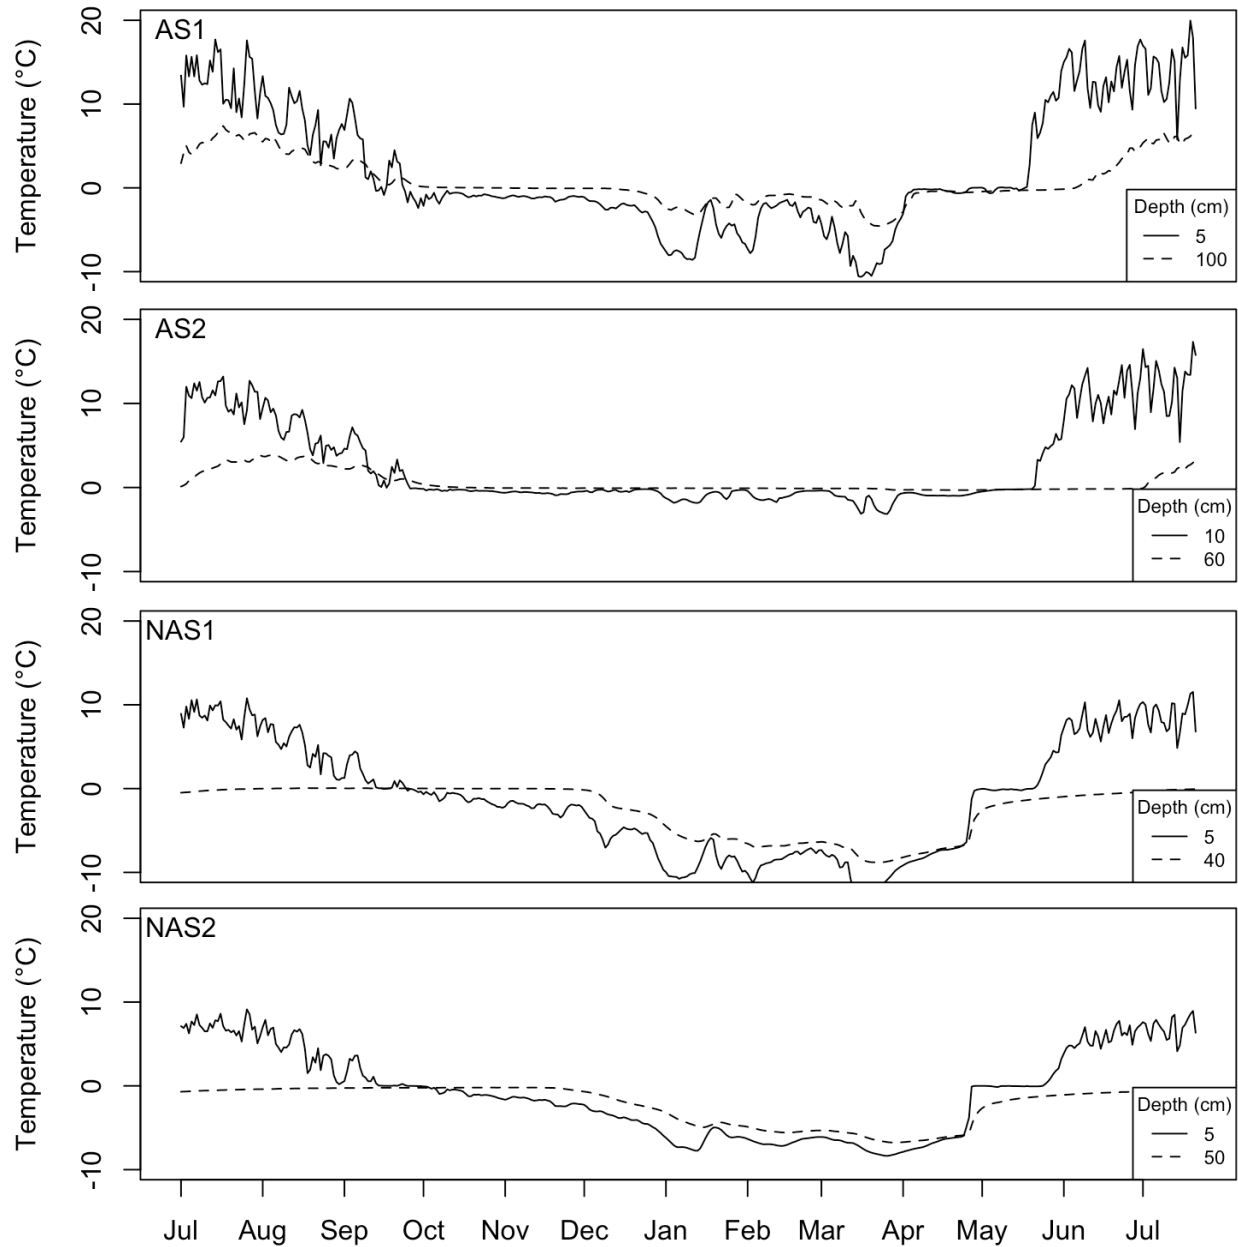 AS1
Temperature (°C)
20
10
0
-10
Depth (cm)
5
100
AS2
Temperature (°C)
20
10
0
-10
Depth (cm)
10
60
NAS1
Temperature (°C)
20
10
0
-10
Depth (cm)
5
40
NAS2
Temperature (°C)
20
10
0
-10
Depth (cm)
5
50
Jul Aug Sep Oct Nov Dec Jan Feb Mar Apr May Jun Jul